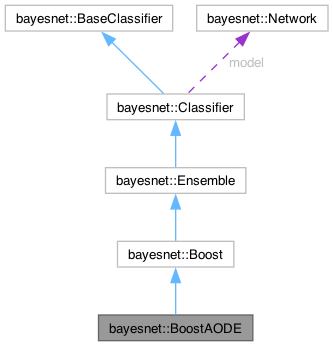 bayesnet::BaseClassifier
bayesnet::Network
model
bayesnet::Classifier
bayesnet::Ensemble
bayesnet::Boost
bayesnet::BoostAODE